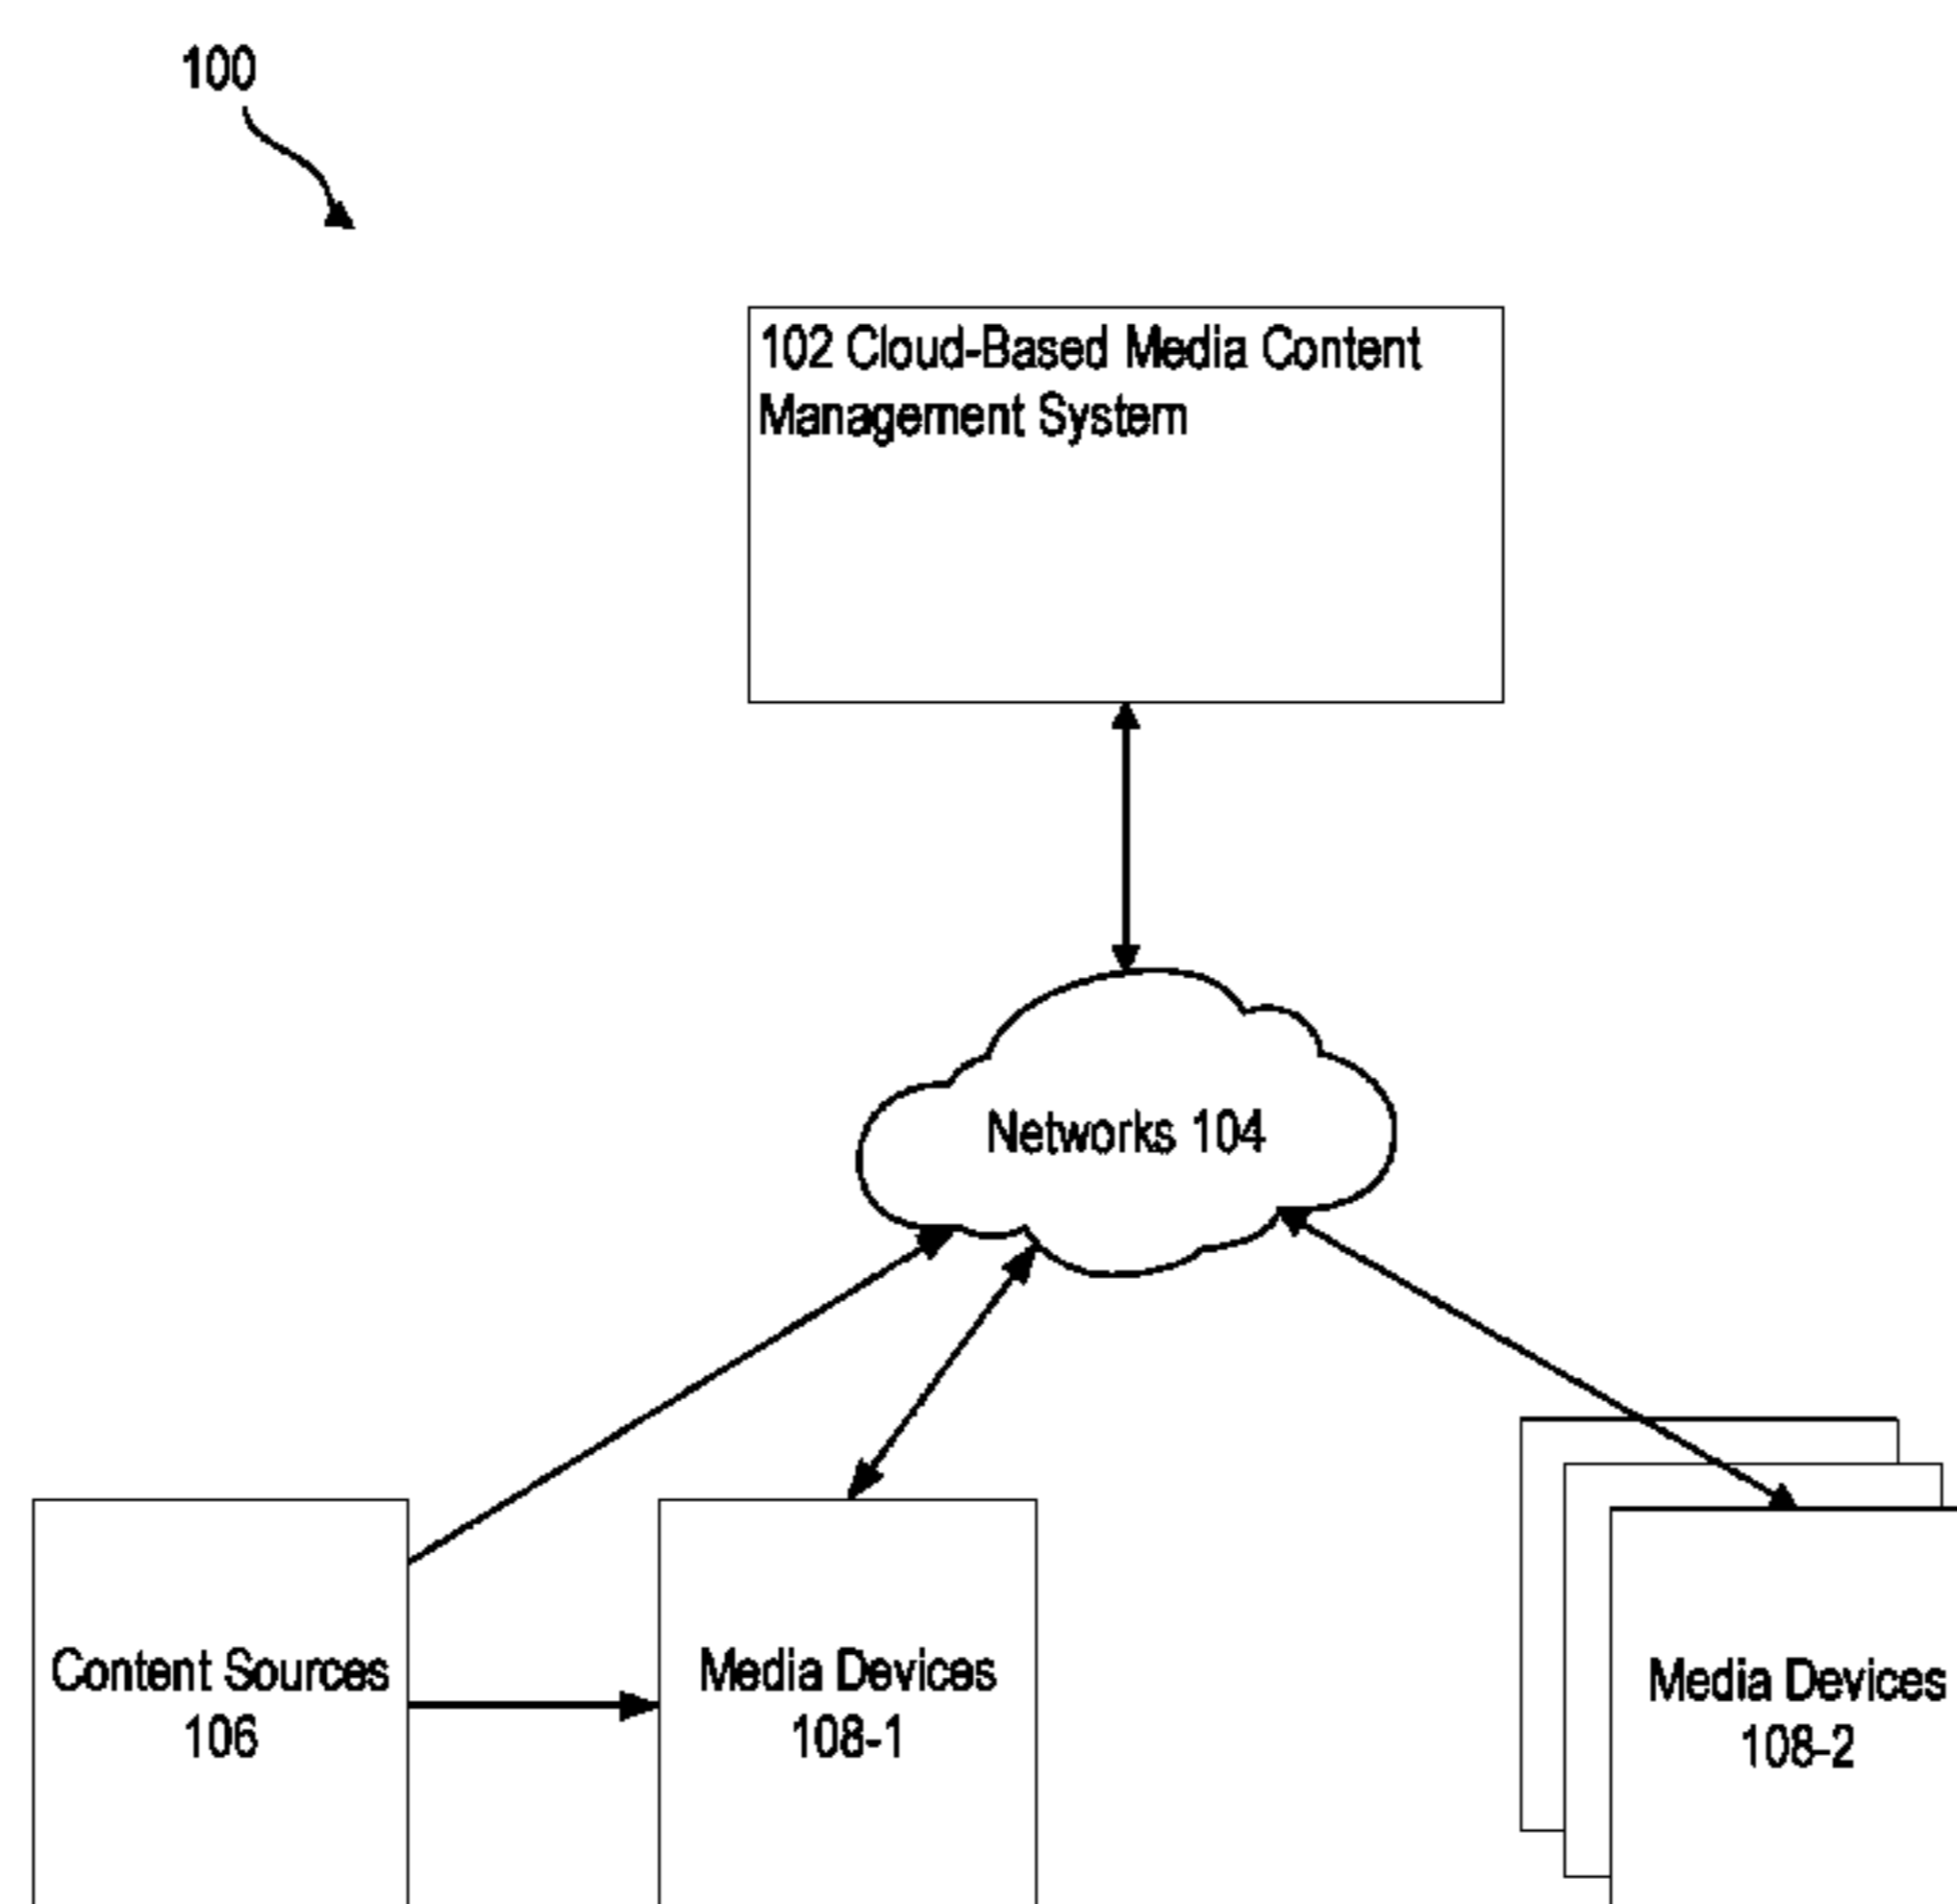 100
102 Cloud-Based Media Content
Management System
Networks 104
Content Sources
106
Media Devices
108-1
Media Devices
108-2